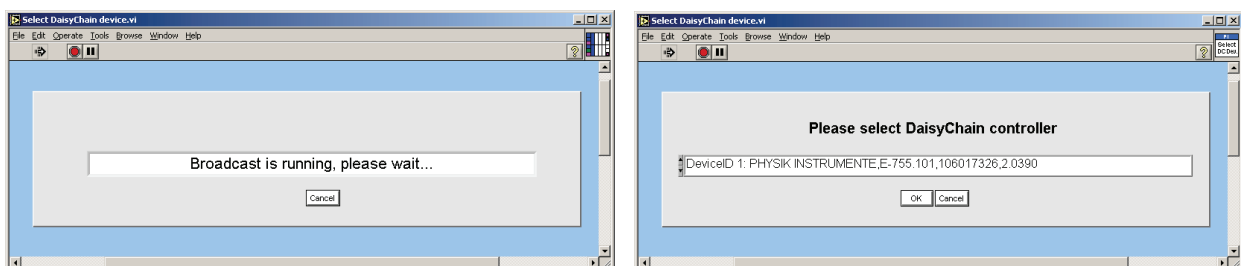 Select DaisyChain device.vi
File Edit Operate Tools Browse Window Help
?
Broadcast is running, please wait...
Cancel
Select DaisyChain device.vi
File Edit Operate Tools Browse Window Help
?
PI
Select
DC Dev.
Please select DaisyChain controller
DeviceID 1: PHYSIK INSTRUMENTE,E-755.101,106017326,2.0390
OK Cancel